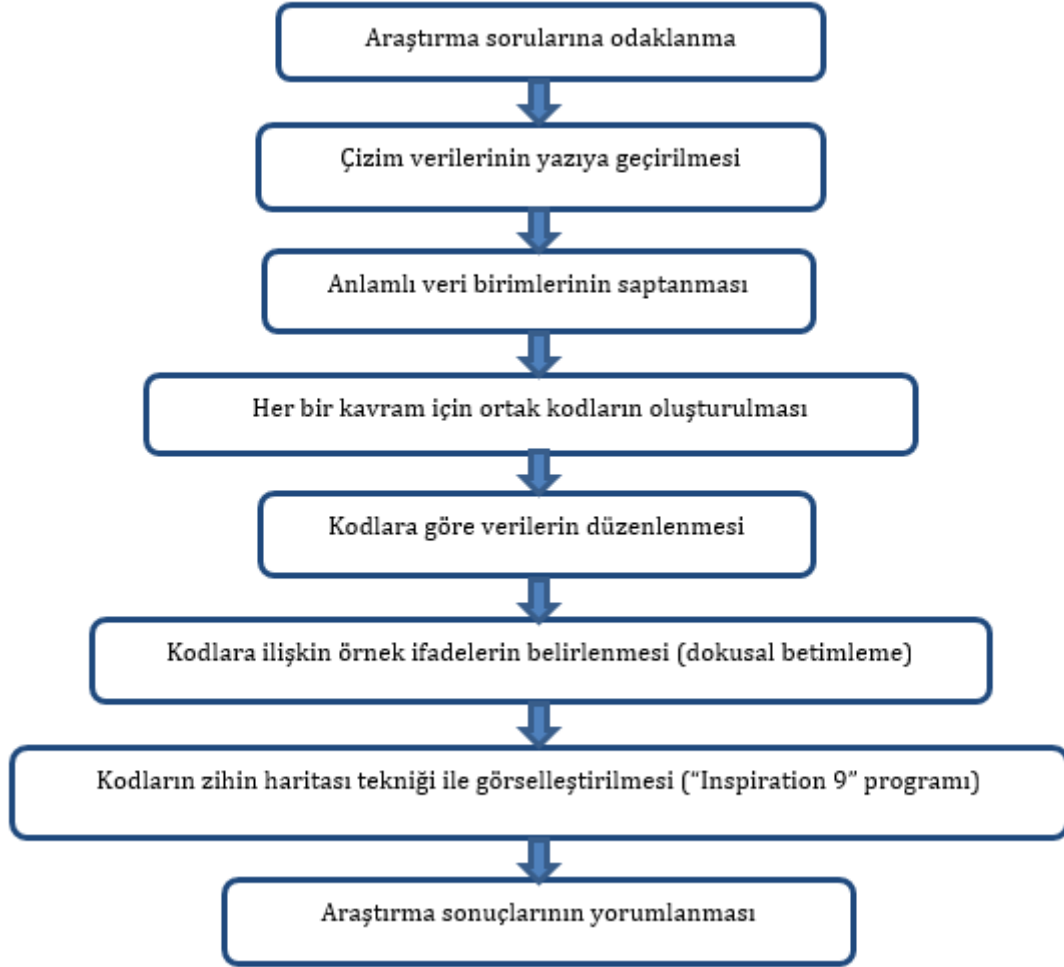 Araştırma sorularına odaklanma
Çizim verilerinin yazıya geçirilmesi
Anlamlı veri birimlerinin saptanması
Her bir kavram için ortak kodların oluşturulması
Kodlara göre verilerin düzenlenmesi
Kodlara ilişkin örnek ifadelerin belirlenmesi (dokusal betimleme)
Kodların zihin haritası tekniği ile görselleştirilmesi (“Inspiration 9” programı)
Araştırma sonuçlarının yorumlanması